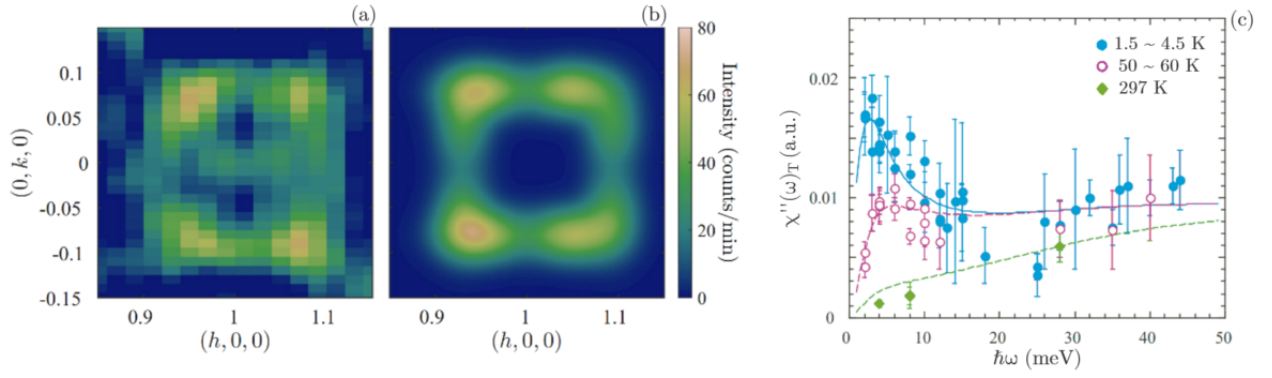 (a)
(b)
(c)
80
60
40
20
0
Intensity (counts/min)
0.1
0.05
0
-0.05
-0.1
-0.15
(0, k, 0)
0.9
1
1.1
(h, 0, 0)
0.9
1
1.1
(h, 0, 0)
1.5 ~ 4.5 K
50 ~ 60 K
297 K
0.02
0.01
0
χ''(ω)T (a.u.)
0
10
20
30
40
50
ħω (meV)